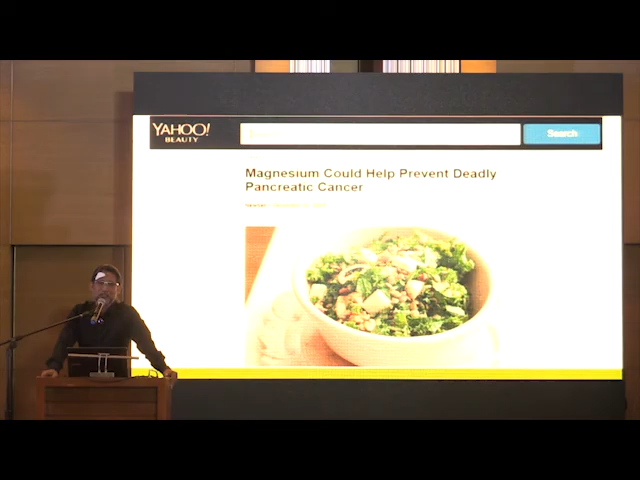 YAHOO!
BEAUTY
Search
Magnesium Could Help Prevent Deadly
Pancreatic Cancer